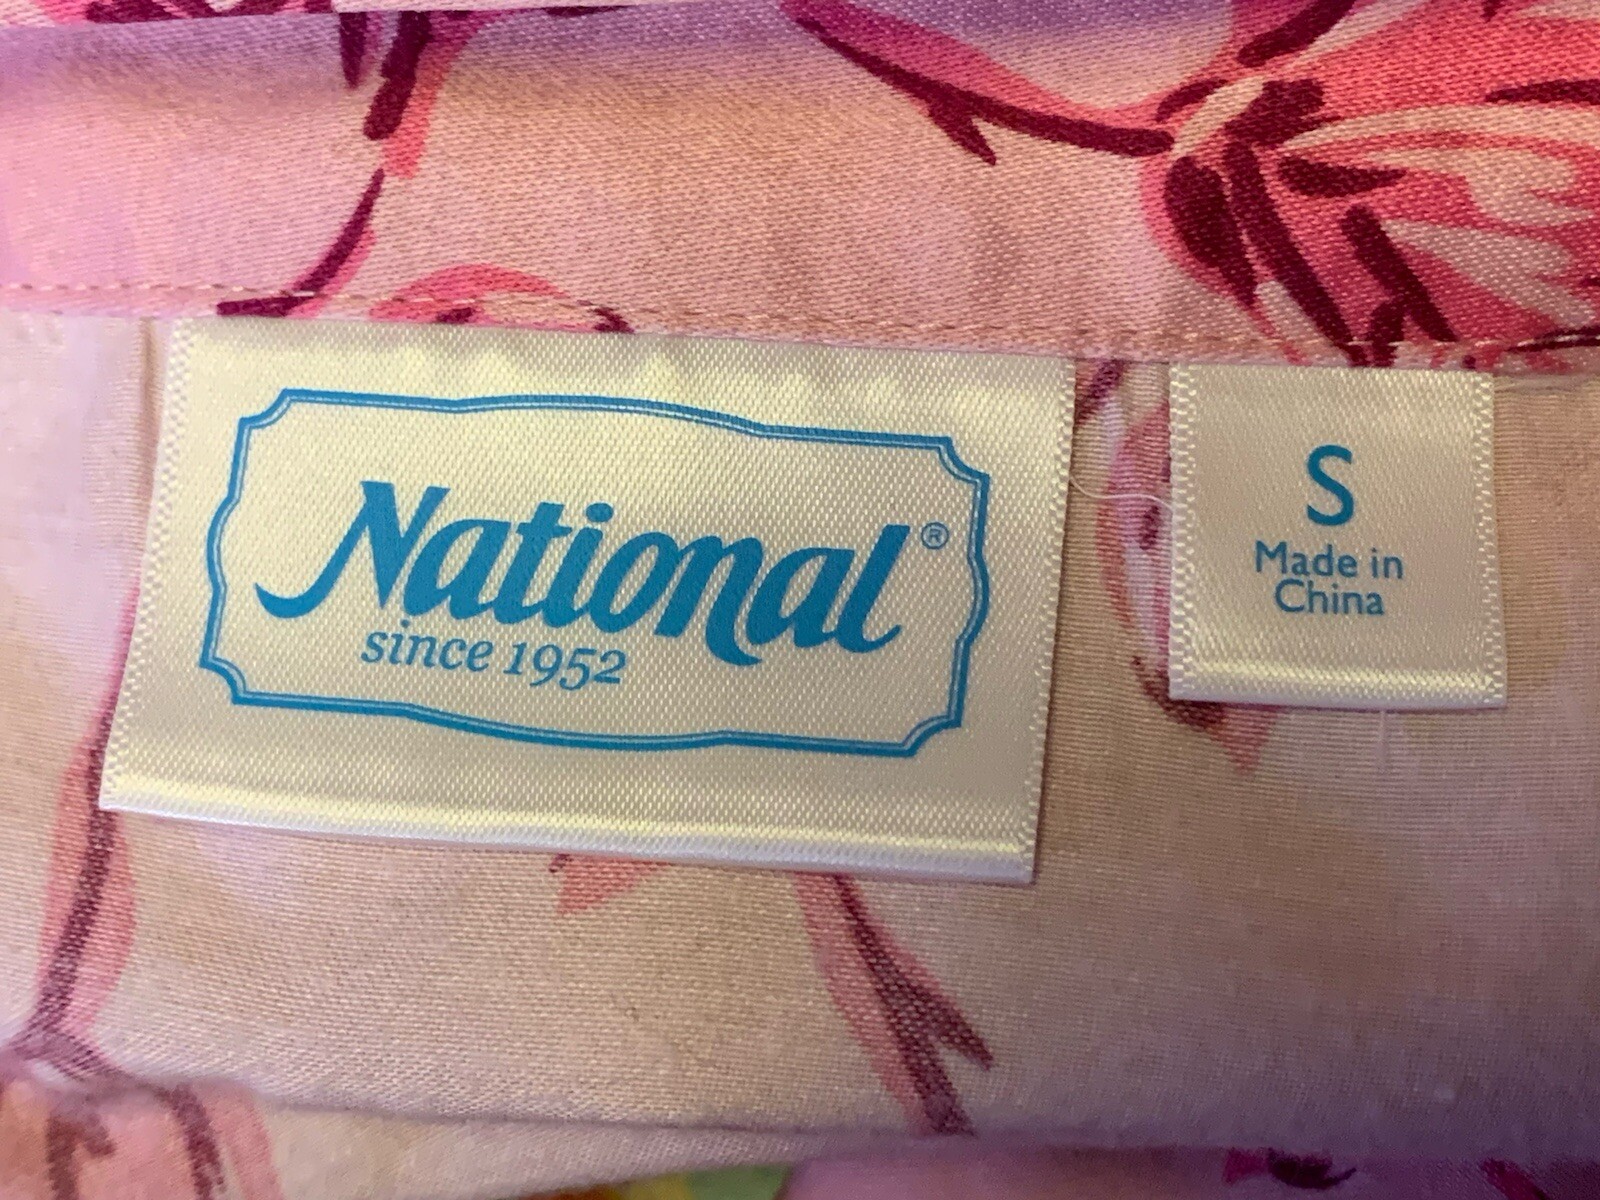 National®
since 1952
S
Made in
China